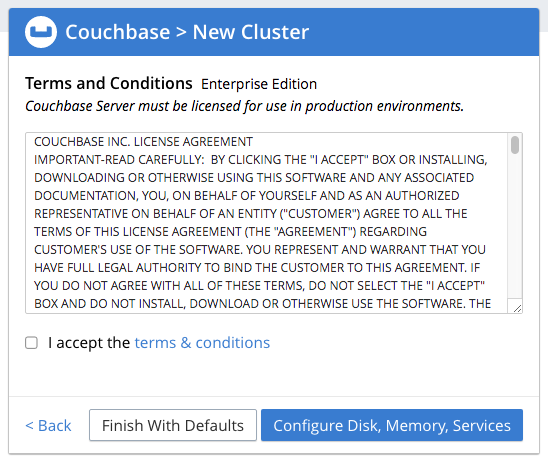 Couchbase > New Cluster
Terms and Conditions Enterprise Edition
Couchbase Server must be licensed for use in production environments.
COUCHBASE INC. LICENSE AGREEMENT
IMPORTANT-READ CAREFULLY:  BY CLICKING THE "I ACCEPT" BOX OR INSTALLING,
DOWNLOADING OR OTHERWISE USING THIS SOFTWARE AND ANY ASSOCIATED
DOCUMENTATION, YOU, ON BEHALF OF YOURSELF AND AS AN AUTHORIZED
REPRESENTATIVE ON BEHALF OF AN ENTITY ("CUSTOMER") AGREE TO ALL THE
TERMS OF THIS LICENSE AGREEMENT (THE "AGREEMENT") REGARDING
CUSTOMER'S USE OF THE SOFTWARE. YOU REPRESENT AND WARRANT THAT YOU
HAVE FULL LEGAL AUTHORITY TO BIND THE CUSTOMER TO THIS AGREEMENT. IF
YOU DO NOT AGREE WITH ALL OF THESE TERMS, DO NOT SELECT THE "I ACCEPT"
BOX AND DO NOT INSTALL, DOWNLOAD OR OTHERWISE USE THE SOFTWARE. THE
I accept the terms & conditions
< Back Finish With Defaults Configure Disk, Memory, Services